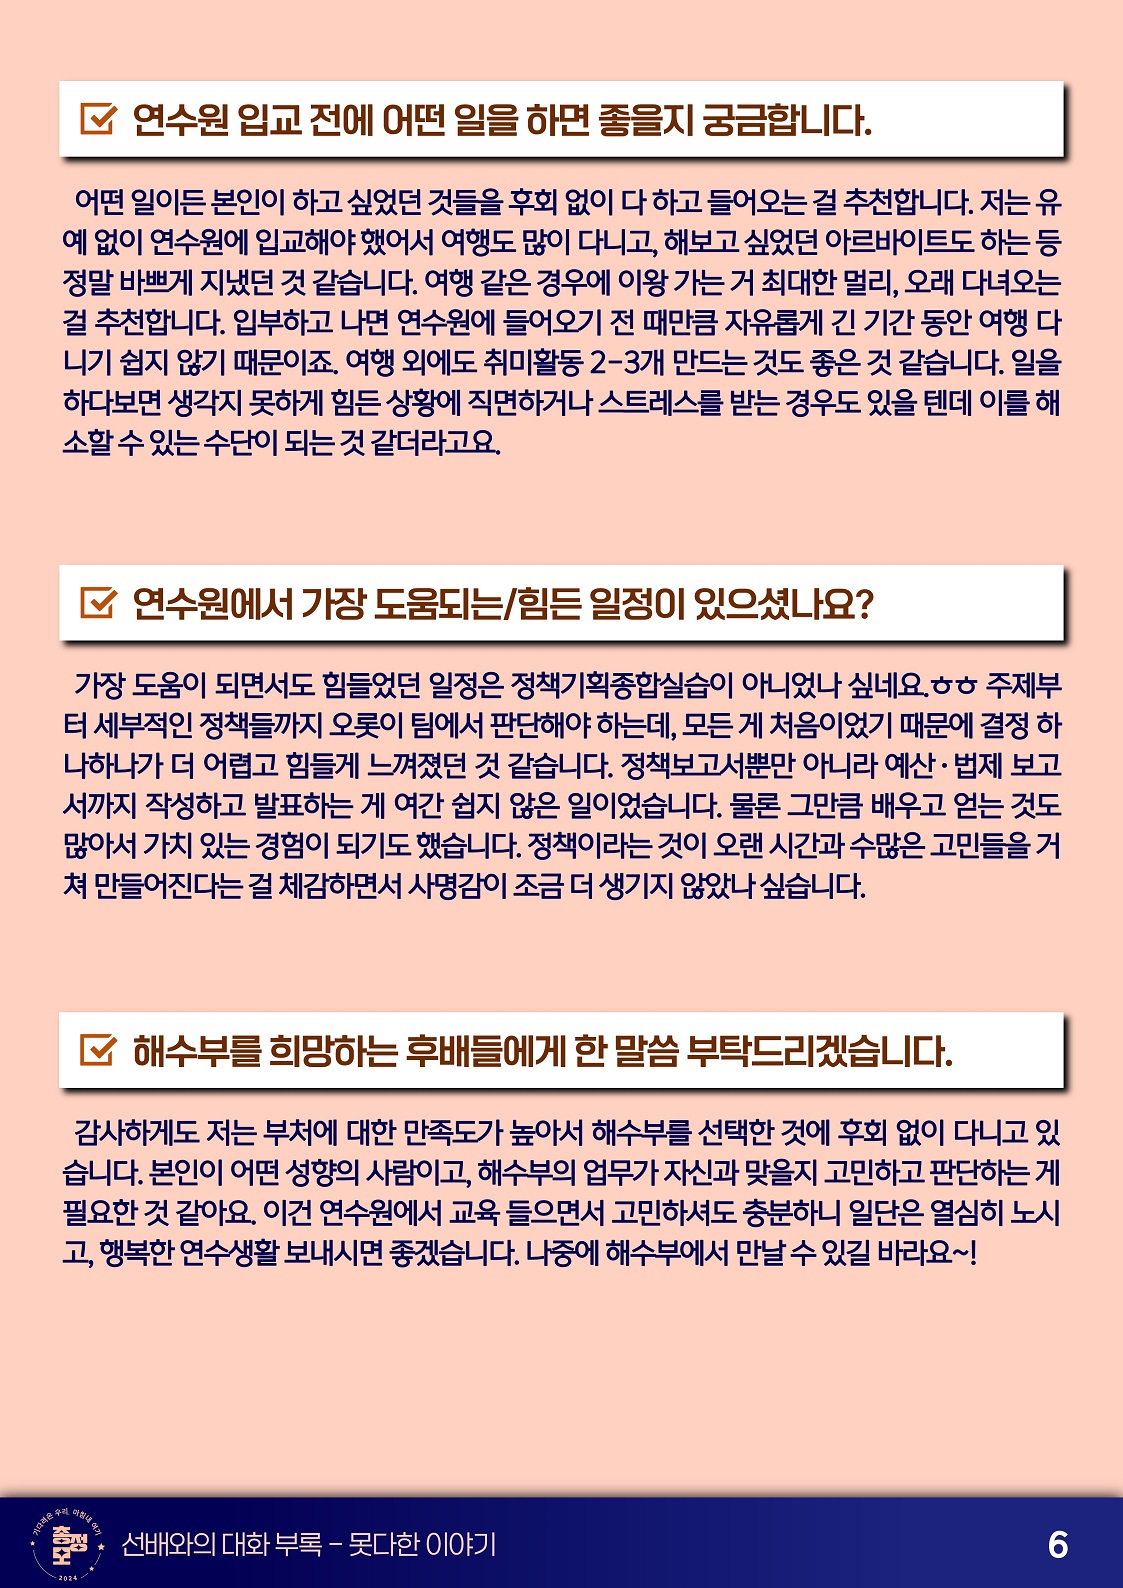 연수원 입교 전에 어떤 일을 하면 좋을지 궁금합니다.
어떤 일이든 본인이 하고 싶었던 것들을 후회 없이 다 하고 들어오는 걸 추천합니다. 저는 유
예 없이 연수원에 입교해야 했어서 여행도 많이 다니고, 해보고 싶었던 아르바이트도 하는 등
정말 바쁘게 지냈던 것 같습니다. 여행 같은 경우에 이왕 가는 거 최대한 멀리, 오래 다녀오는
걸 추천합니다. 입부하고 나면 연수원에 들어오기 전 때만큼 자유롭게 긴 기간 동안 여행 다
니기 쉽지 않기 때문이죠. 여행 외에도 취미활동 2-3개 만드는 것도 좋은 것 같습니다. 일을
하다보면 생각지 못하게 힘든 상황에 직면하거나 스트레스를 받는 경우도 있을 텐데 이를 해
소할 수 있는 수단이 되는 것 같더라고요.
연수원에서 가장 도움되는/힘든 일정이 있으셨나요?
가장 도움이 되면서도 힘들었던 일정은 정책기획종합실습이 아니었나 싶네요.ㅎㅎ 주제부
터 세부적인 정책들까지 오롯이 팀에서 판단해야 하는데, 모든 게 처음이었기 때문에 결정 하
나하나가 더 어렵고 힘들게 느껴졌던 것 같습니다. 정책보고서뿐만 아니라 예산·법제 보고
서까지 작성하고 발표하는 게 여간 쉽지 않은 일이었습니다. 물론 그만큼 배우고 얻는 것도
많아서 가치 있는 경험이 되기도 했습니다. 정책이라는 것이 오랜 시간과 수많은 고민들을 거
쳐 만들어진다는 걸 체감하면서 사명감이 조금 더 생기지 않았나 싶습니다.
해수부를 희망하는 후배들에게 한 말씀 부탁드리겠습니다.
감사하게도 저는 부처에 대한 만족도가 높아서 해수부를 선택한 것에 후회 없이 다니고 있
습니다. 본인이 어떤 성향의 사람이고, 해수부의 업무가 자신과 맞을지 고민하고 판단하는 게
필요한 것 같아요. 이건 연수원에서 교육 들으면서 고민하셔도 충분하니 일단은 열심히 노시
고, 행복한 연수생활 보내시면 좋겠습니다. 나중에 해수부에서 만날 수 있길 바라요~!
기다려온 우리, 마침내 여기
총정모
2024
선배와의 대화 부록 - 못다한 이야기
6